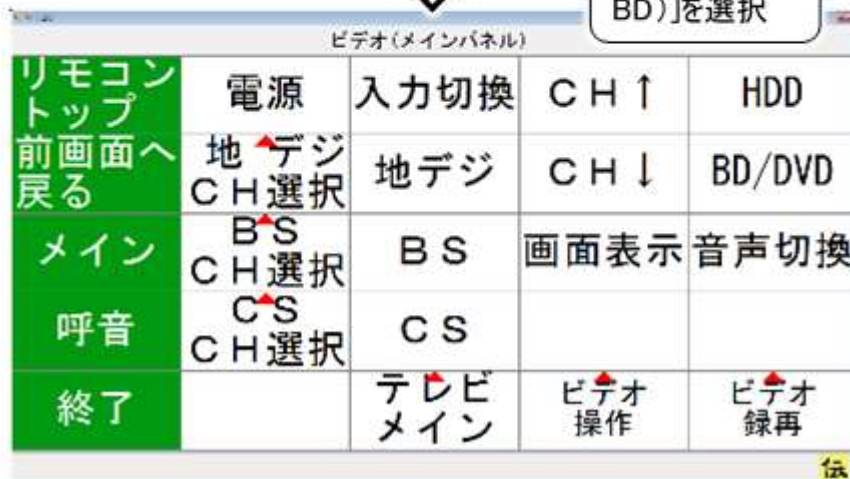 BD)]を選択
ビデオ(メインパネル)
リモコン
トップ
電源
入力切換
CH↑
HDD
前画面へ
戻る
地デジ
CH選択
地デジ
CH↓
BD/DVD
メイン
BS
CH選択
BS
画面表示
音声切換
呼音
CS
CH選択
CS
終了
テレビ
メイン
ビデオ
操作
ビデオ
録再
伝